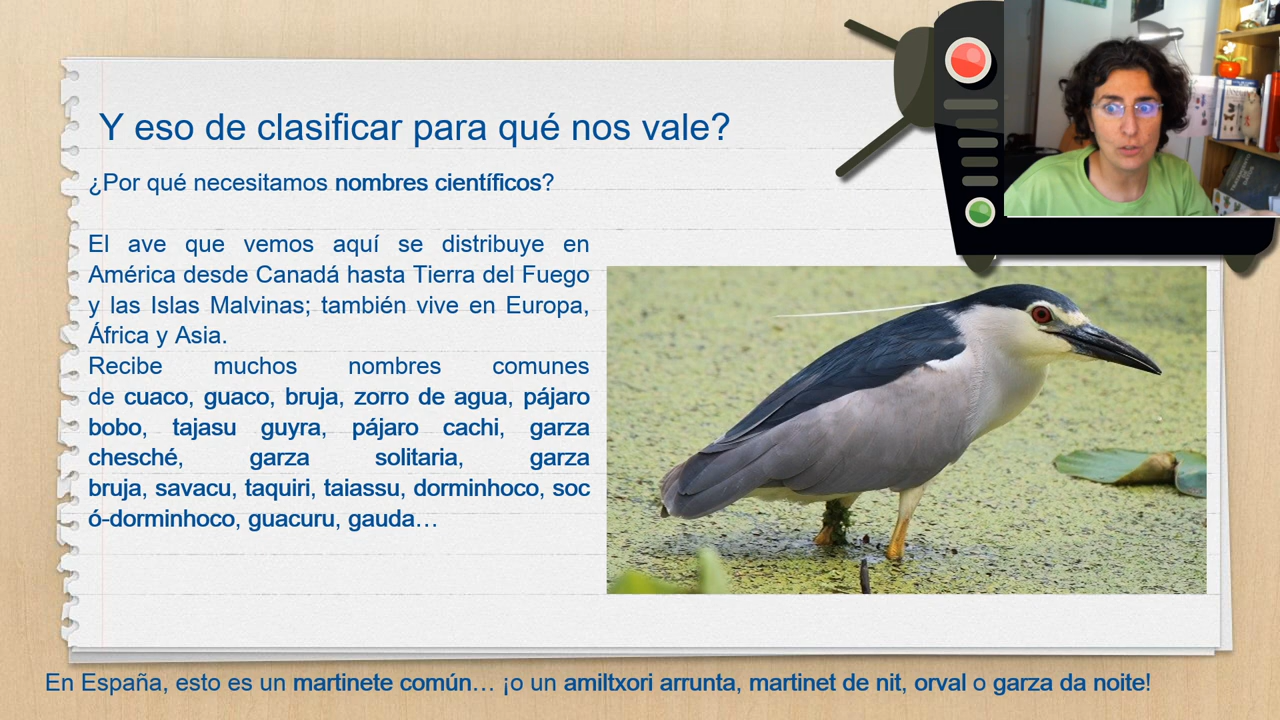 Y eso de clasificar para qué nos vale?
¿Por qué necesitamos nombres científicos?
El ave que vemos aquí se distribuye en
América desde Canadá hasta Tierra del Fuego
y las Islas Malvinas; también vive en Europa,
África y Asia.
Recibe muchos nombres comunes
de cuaco, guaco, bruja, zorro de agua, pájaro
bobo, tajasu guyra, pájaro cachi, garza
chesché, garza solitaria, garza
bruja, savacu, taquiri, taiassu, dorminhoco, soc
ó-dorminhoco, guacuru, gauda…
En España, esto es un martinete común… ¡o un amiltxori arrunta, martinet de nit, orval o garza da noite!